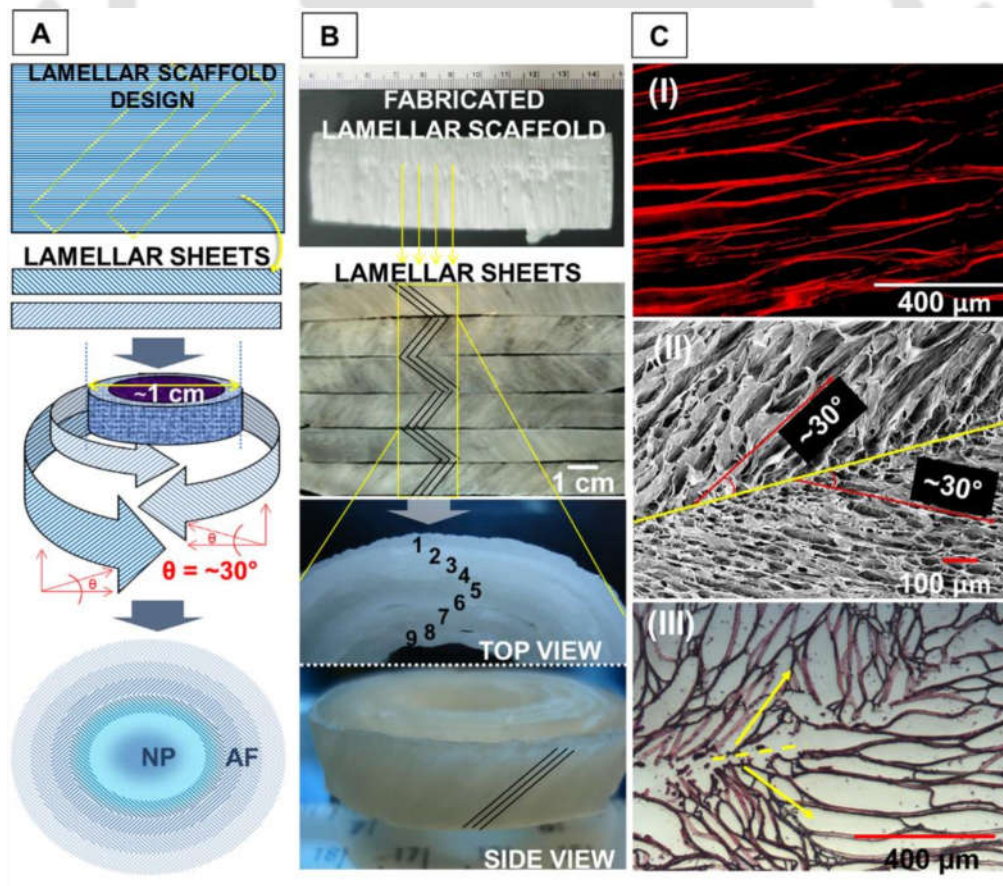 A
LAMELLAR SCAFFOLD
DESIGN
LAMELLAR SHEETS
~1 cm
θ
θ
θ = ~30°
NP
AF
B
FABRICATED
LAMELLAR SCAFFOLD
LAMELLAR SHEETS
1 cm
1
2
3
4
5
6
7
8
9
TOP VIEW
SIDE VIEW
C
(I)
400 µm
(II)
~30°
~30°
100 µm
(III)
400 µm